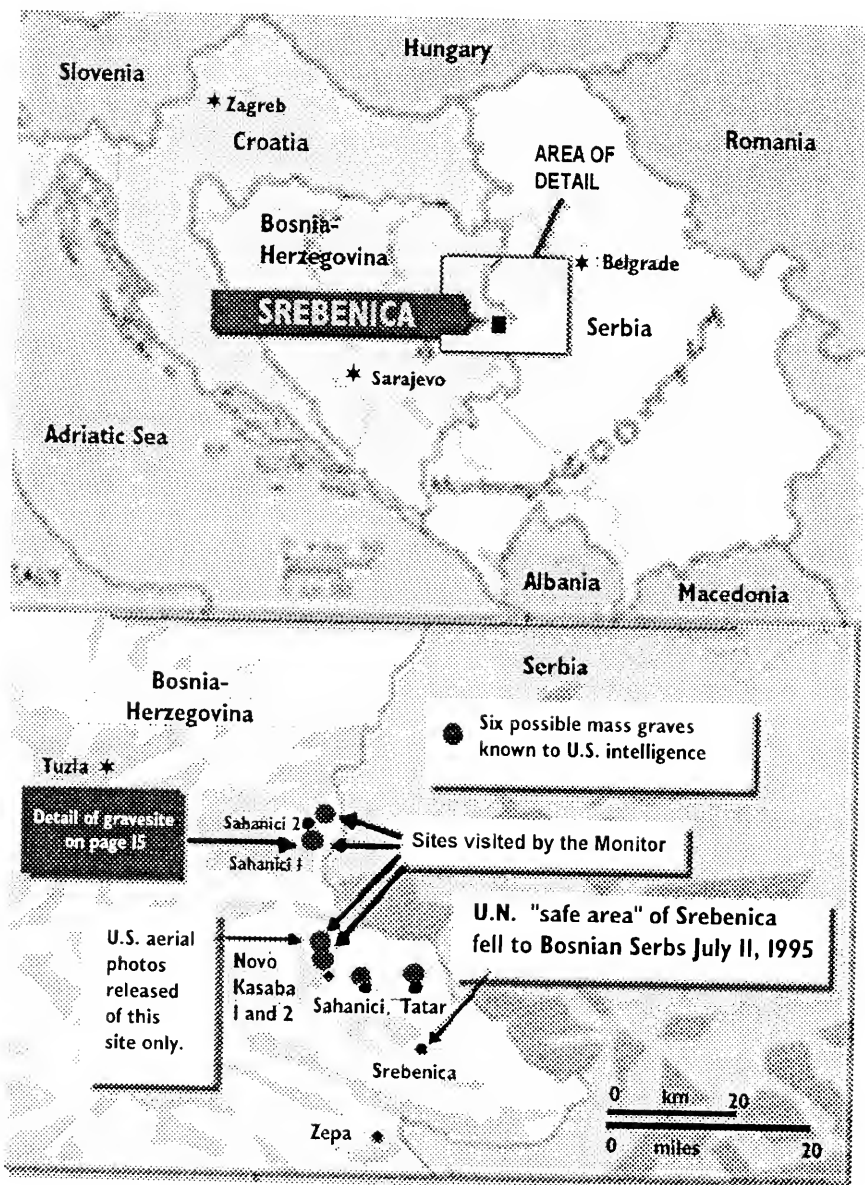 Hungary
Slovenia
Zagreb
Croatia
Romania
AREA OF
DETAIL
Bosnia-
Herzegovina
Belgrade
SREBENICA
Serbia
Sarajevo
Adriatic Sea
Albania
Macedonia
Serbia
Bosnia-
Herzegovina
Six possible mass graves
known to U.S. intelligence
Tuzla
Detail of gravesite
on page 15
Sahanici 2
Sahanici 1
Sites visited by the Monitor
U.N. "safe area" of Srebenica
fell to Bosnian Serbs July 11, 1995
U.S. aerial
photos
released
of this
site only.
Novo
Kasaba
1 and 2
Sahanici, Tatar
Srebenica
Zepa
0 km 20
0 miles 20